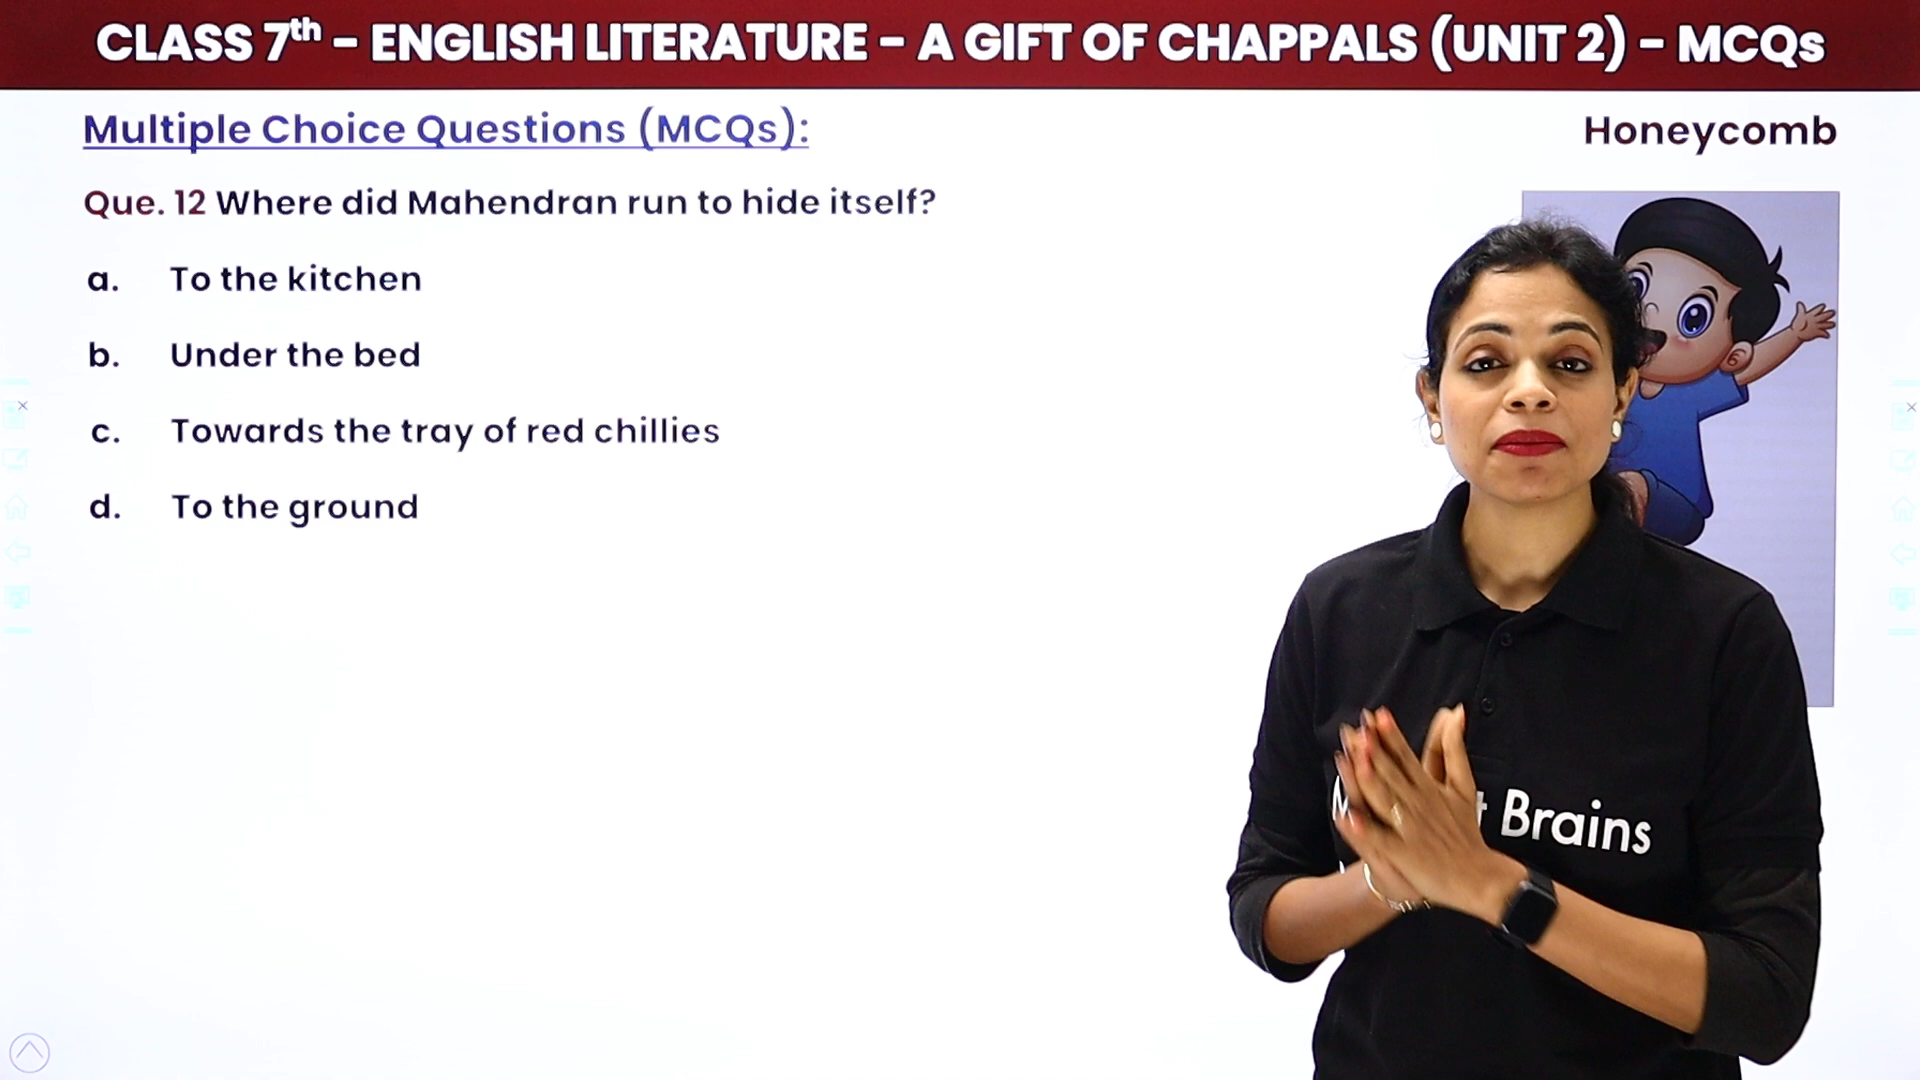 CLASS 7th – ENGLISH LITERATURE – A GIFT OF CHAPPALS (UNIT 2) – MCQs
Multiple Choice Questions (MCQs):
Honeycomb
Que. 12 Where did Mahendran run to hide itself?
a. To the kitchen
b. Under the bed
c. Towards the tray of red chillies
d. To the ground
Brains